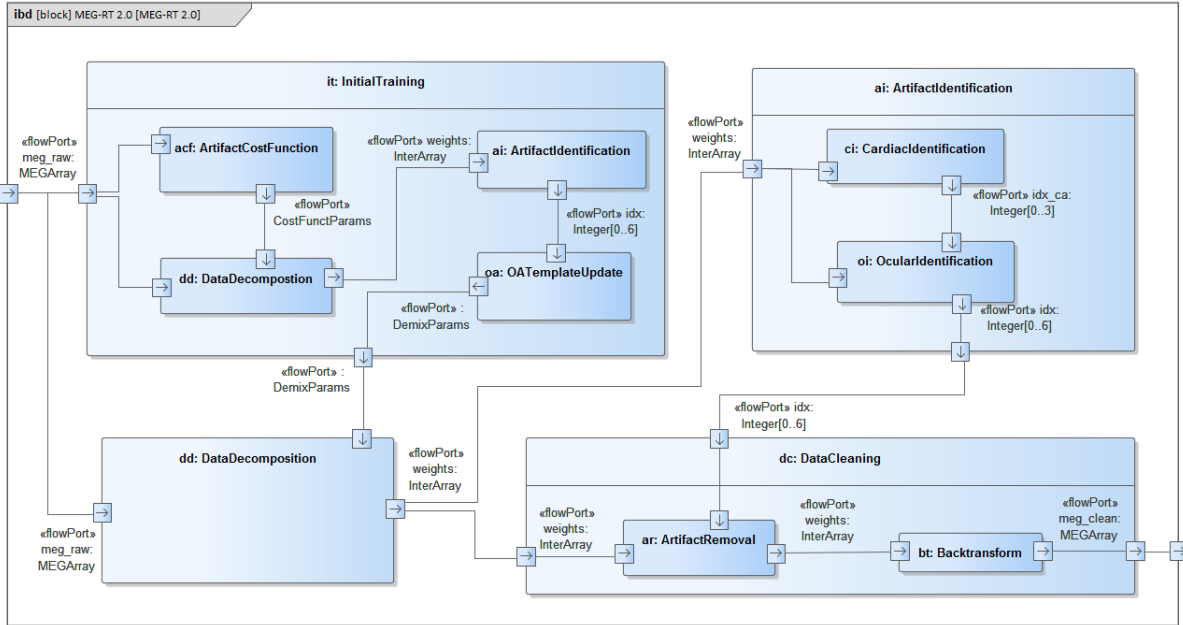 ibd [block] MEG-RT 2.0 [MEG-RT 2.0]
«flowPort»
meg_raw:
MEGArray
it: InitialTraining
acf: ArtifactCostFunction
«flowPort»
CostFunctParams
dd: DataDecompostion
«flowPort» weights:
InterArray
ai: ArtifactIdentification
«flowPort» idx:
Integer[0..6]
oa: OATemplateUpdate
«flowPort» :
DemixParams
«flowPort» :
DemixParams
«flowPort»
weights:
InterArray
ai: ArtifactIdentification
ci: CardiacIdentification
«flowPort» idx_ca:
Integer[0..3]
oi: OcularIdentification
«flowPort» idx:
Integer[0..6]
«flowPort» idx:
Integer[0..6]
dd: DataDecomposition
«flowPort»
meg_raw:
MEGArray
«flowPort»
weights:
InterArray
dc: DataCleaning
«flowPort»
weights:
InterArray
ar: ArtifactRemoval
«flowPort»
weights:
InterArray
bt: Backtransform
«flowPort»
meg_clean:
MEGArray